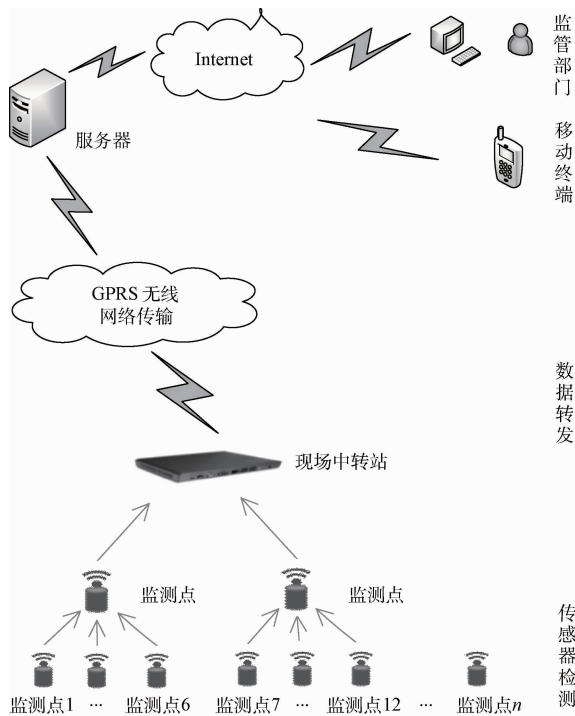 Internet
监管部门
服务器
移动终端
GPRS 无线
网络传输
数据转发
现场中转站
监测点
监测点
传感器检测
监测点1 ··· 监测点6 监测点7 ··· 监测点12 ··· 监测点n